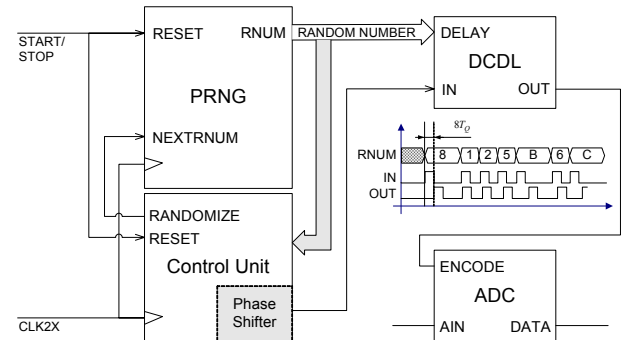 START/
STOP
RESET
RNUM
PRNG
NEXTRNUM
RANDOM NUMBER
DELAY
DCDL
IN
OUT
8T_Q
RNUM
8
1
2
5
B
6
C
IN
OUT
RANDOMIZE
RESET
Control Unit
Phase
Shifter
CLK2X
ENCODE
ADC
AIN
DATA